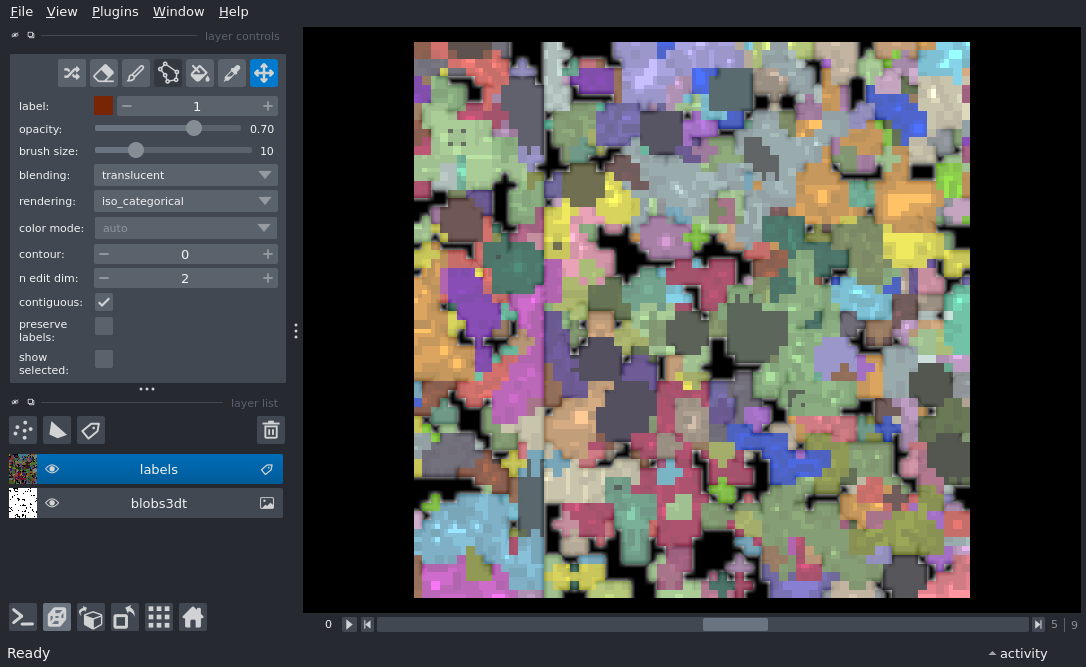 File View Plugins Window Help
layer controls
label: 1
opacity: 0.70
brush size: 10
blending: translucent
rendering: iso_categorical
color mode: auto
contour: 0
n edit dim: 2
contiguous:
preserve
labels:
show
selected:
layer list
labels
blobs3dt
0 5 | 9
Ready activity